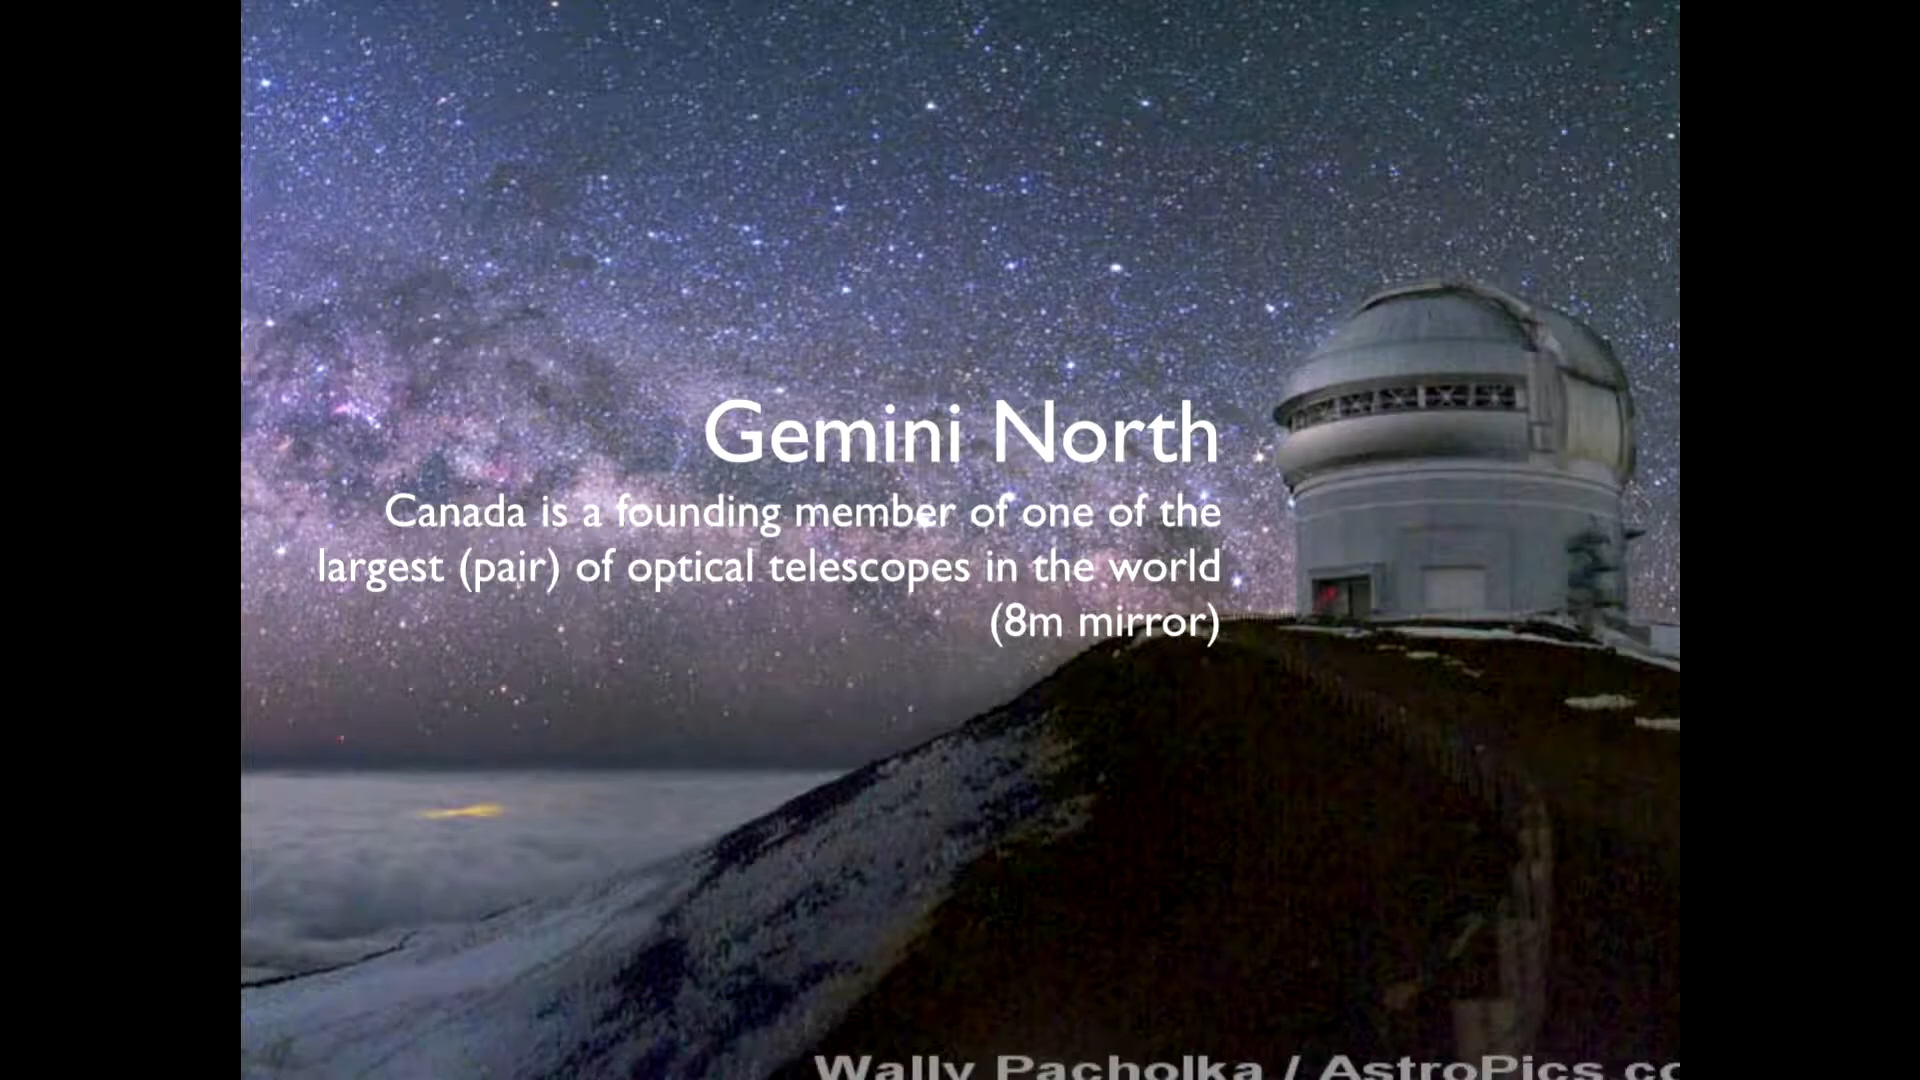 Gemini North
Canada is a founding member of one of the
largest (pair) of optical telescopes in the world
(8m mirror)
Wally Pacholka / AstroPics co